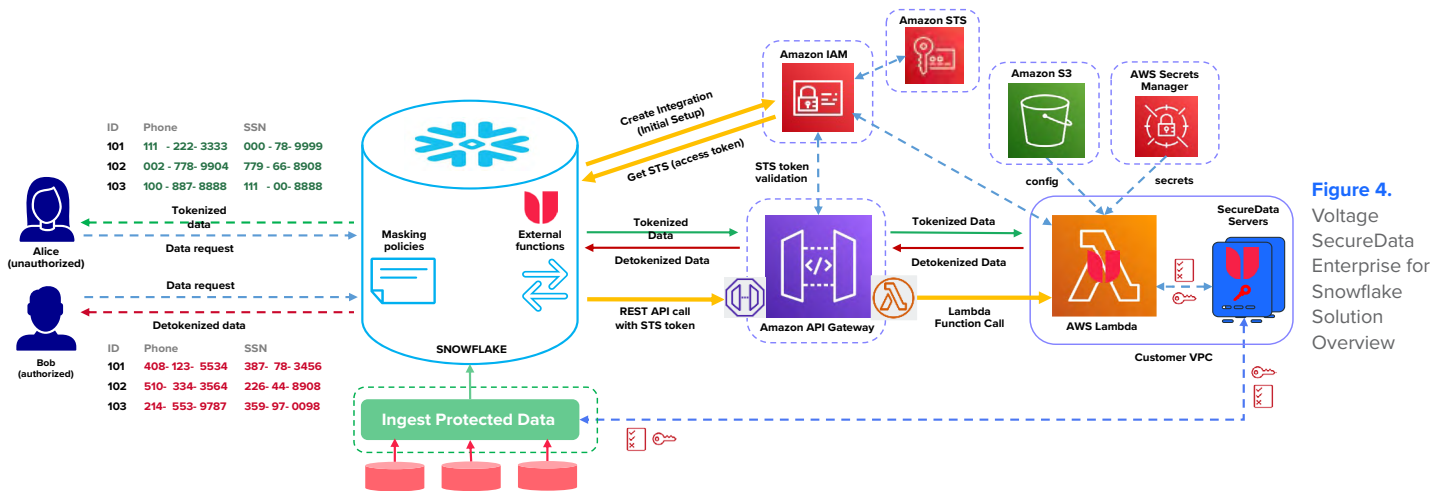 Amazon STS
Amazon IAM
Amazon S3
AWS Secrets
Manager
Create Integration
(Initial Setup)
Get STS (access token)
STS token
validation
config
secrets
ID Phone SSN
101 111 - 222- 3333 000 - 78- 9999
102 002 - 778- 9904 779 - 66- 8908
103 100 - 887- 8888 111 - 00- 8888
Tokenized
data
Data request
Alice
(unauthorized)
Data request
Detokenized data
Bob
(authorized)
ID Phone SSN
101 408- 123- 5534 387- 78- 3456
102 510- 334- 3564 226- 44- 8908
103 214- 553- 9787 359- 97- 0098
Masking
policies
External
functions
SNOWFLAKE
Tokenized
Data
Detokenized Data
REST API call
with STS token
</>
Amazon API Gateway
Tokenized Data
Detokenized Data
Lambda
Function Call
AWS Lambda
SecureData
Servers
Customer VPC
Ingest Protected Data
Figure 4.
Voltage
SecureData
Enterprise for
Snowflake
Solution
Overview